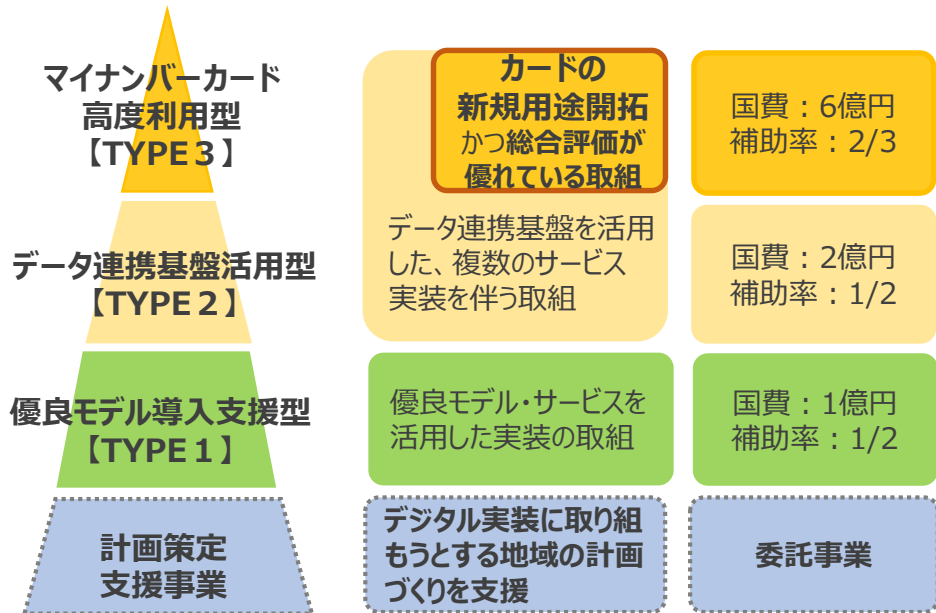 マイナンバーカード
高度利用型
【TYPE３】
カードの
新規用途開拓
かつ総合評価が
優れている取組
国費：6億円
補助率：2/3
データ連携基盤活用型
【TYPE２】
データ連携基盤を活用
した、複数のサービス
実装を伴う取組
国費：2億円
補助率：1/2
優良モデル導入支援型
【TYPE１】
優良モデル・サービスを
活用した実装の取組
国費：1億円
補助率：1/2
計画策定
支援事業
デジタル実装に取り組
もうとする地域の計画
づくりを支援
委託事業